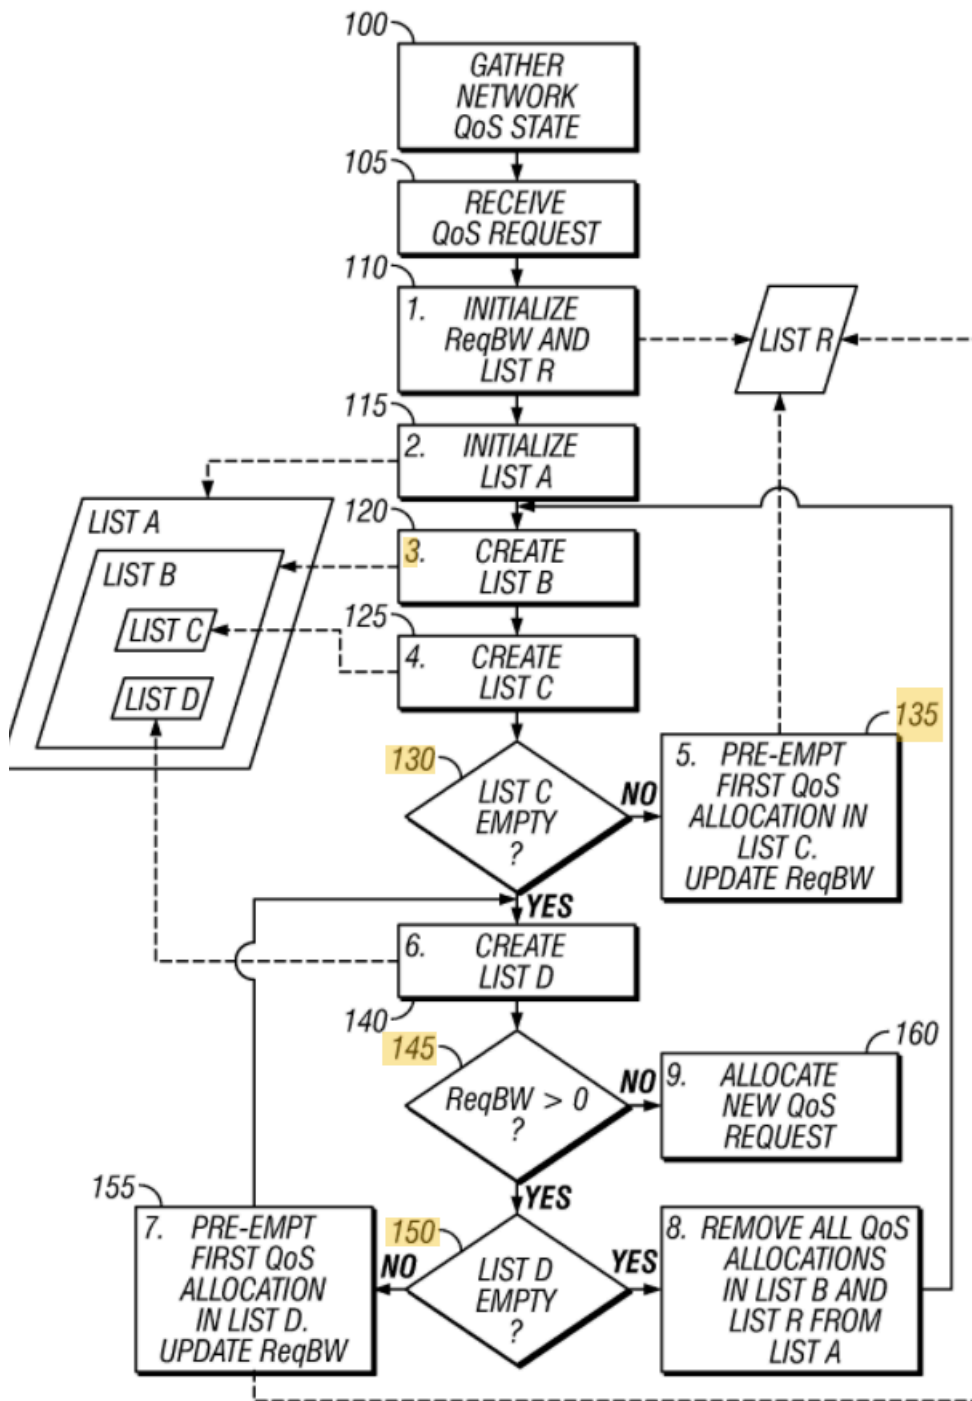 100
GATHER
NETWORK
QoS STATE
105
RECEIVE
QoS REQUEST
110
1. INITIALIZE
ReqBW AND
LIST R
LIST R
115
2. INITIALIZE
LIST A
LIST A
LIST B
LIST C
LIST D
120
3. CREATE
LIST B
125
4. CREATE
LIST C
130
LIST C
EMPTY
?
NO
YES
135
5. PRE-EMPT
FIRST QoS
ALLOCATION IN
LIST C.
UPDATE ReqBW
6. CREATE
LIST D
140
145
ReqBW > 0
?
NO
YES
160
9. ALLOCATE
NEW QoS
REQUEST
150
LIST D
EMPTY
?
NO
YES
155
7. PRE-EMPT
FIRST QoS
ALLOCATION
IN LIST D.
UPDATE ReqBW
8. REMOVE ALL QoS
ALLOCATIONS
IN LIST B AND
LIST R FROM
LIST A